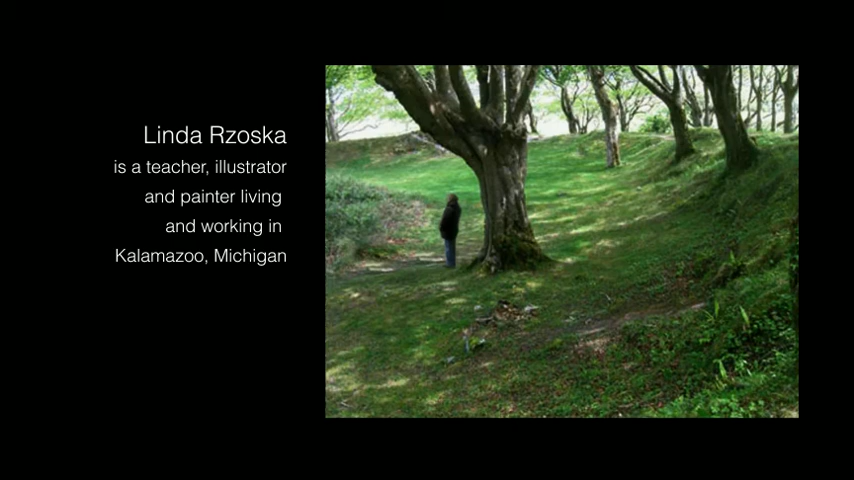 Linda Rzoska
is a teacher, illustrator
and painter living
and working in
Kalamazoo, Michigan